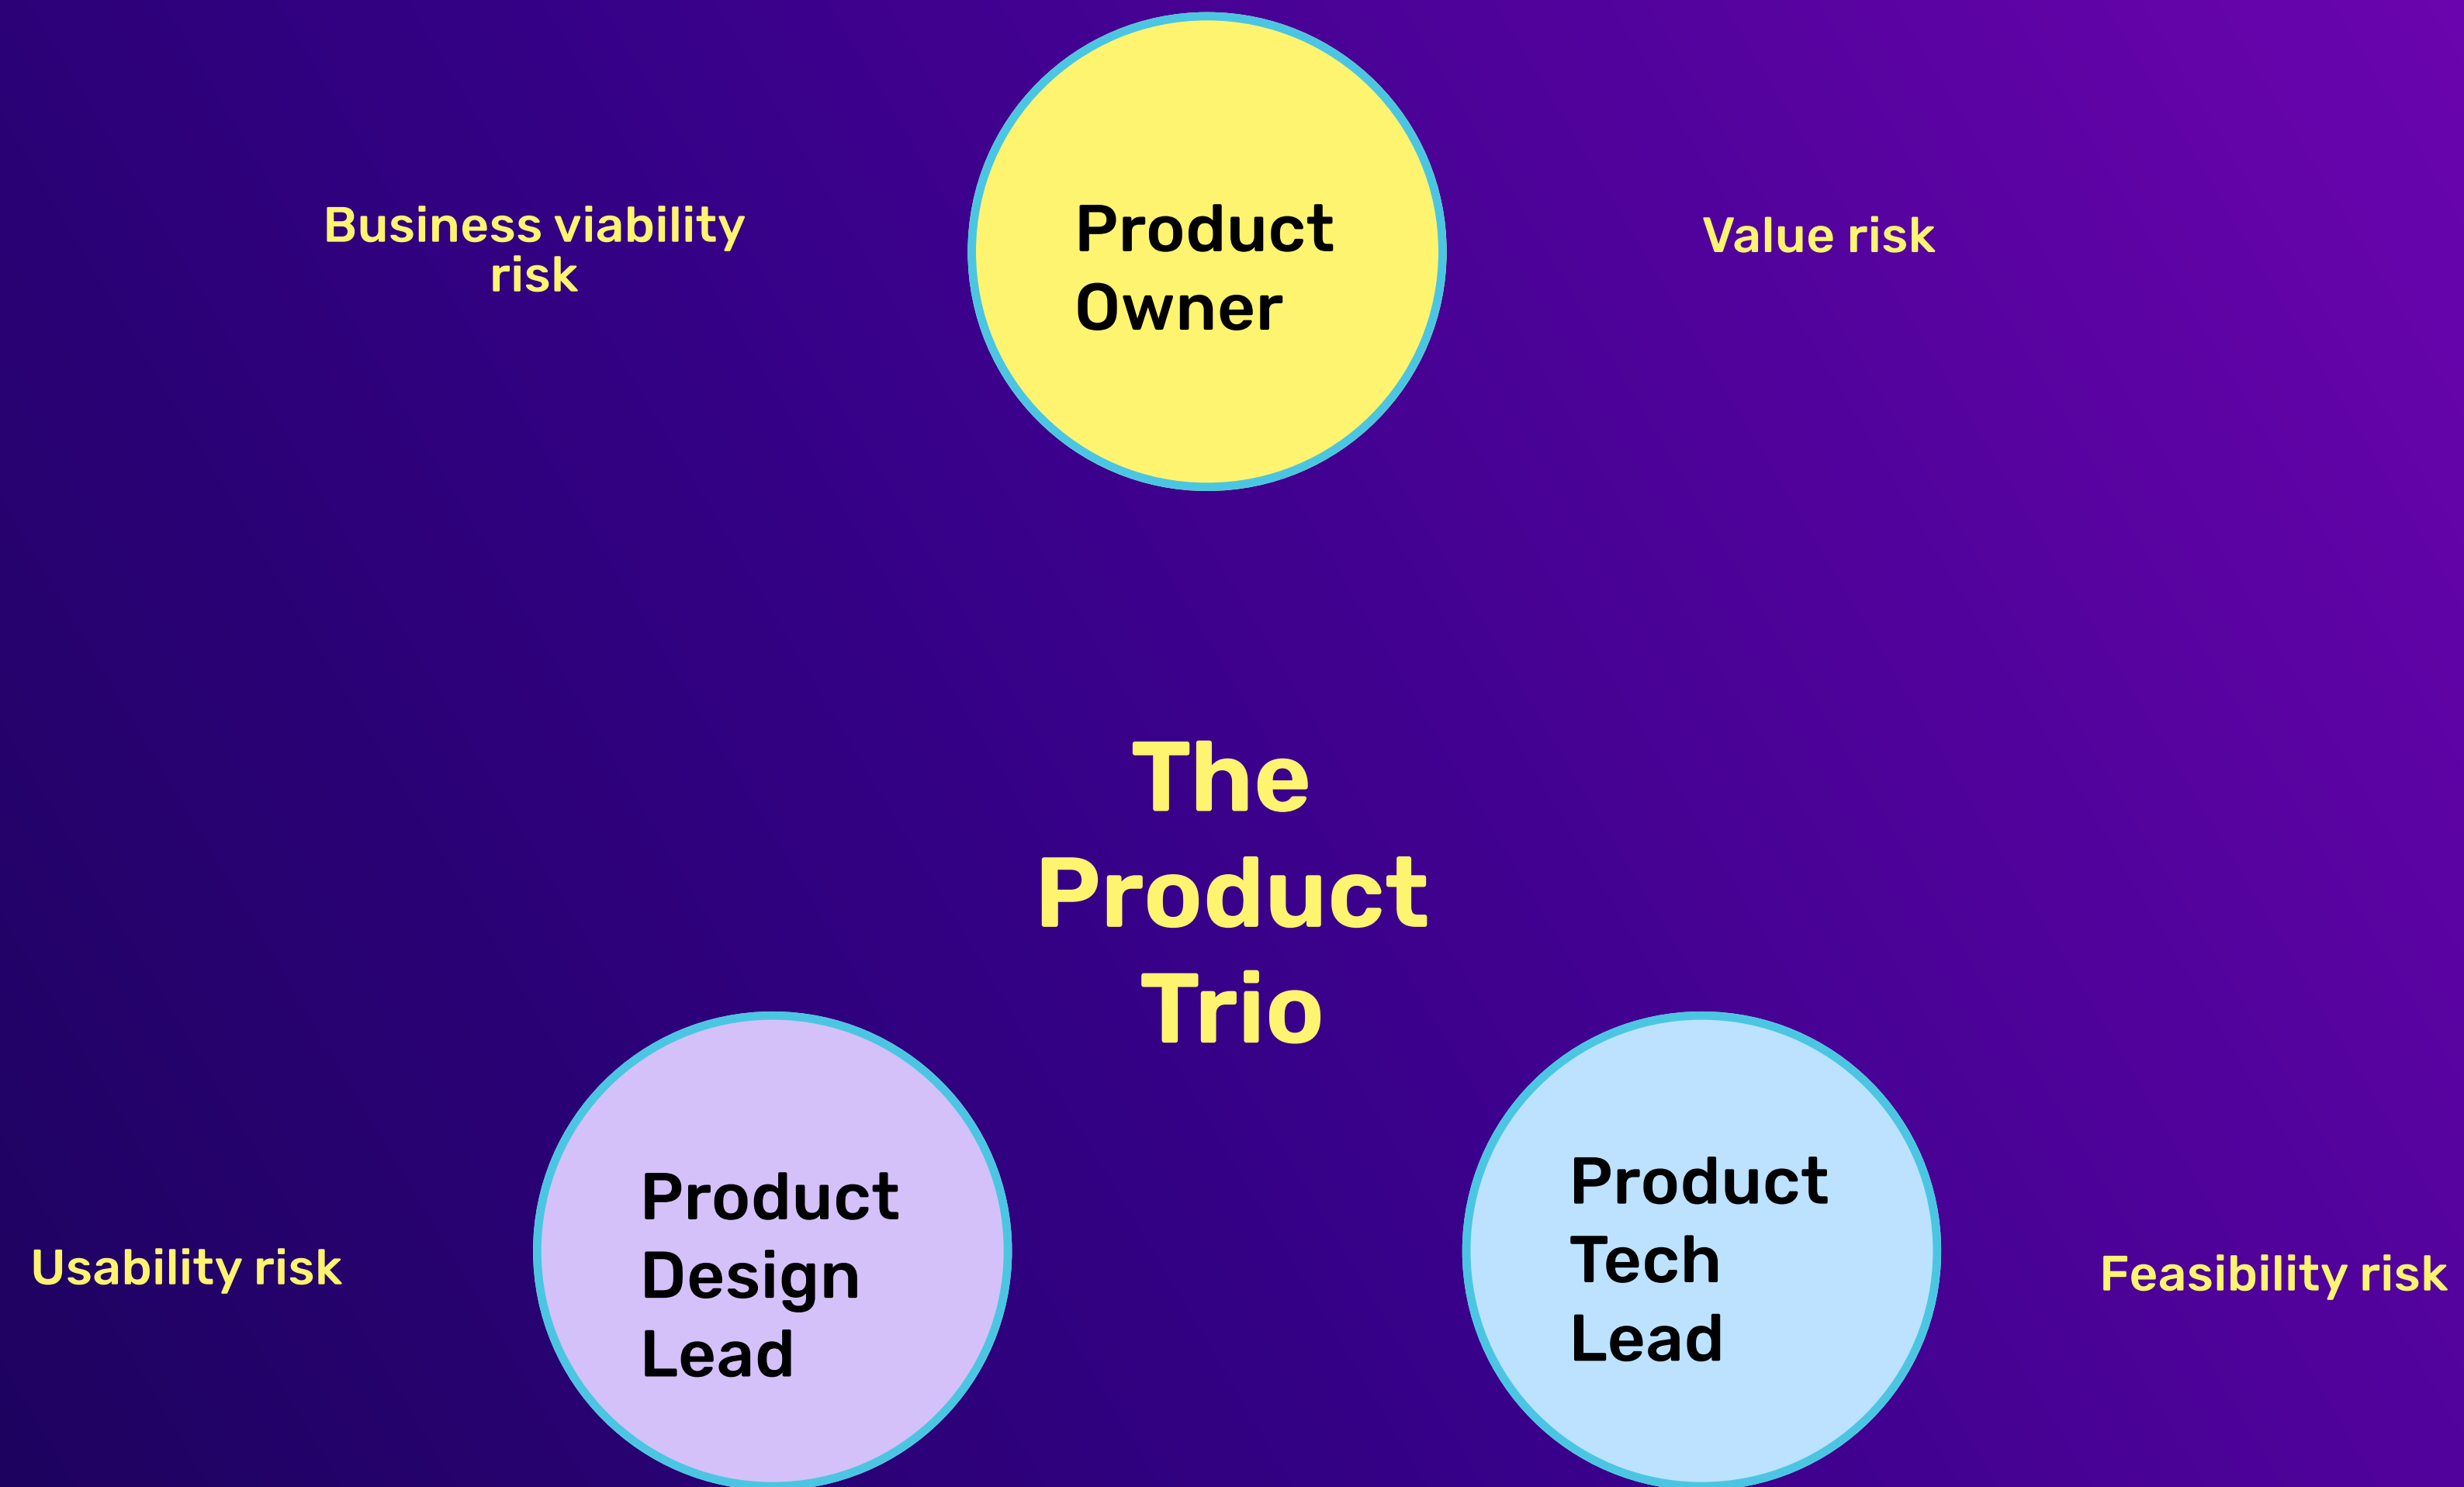 Business viability
risk
Product
Owner
Value risk
The
Product
Trio
Usability risk
Product
Design
Lead
Product
Tech
Lead
Feasibility risk